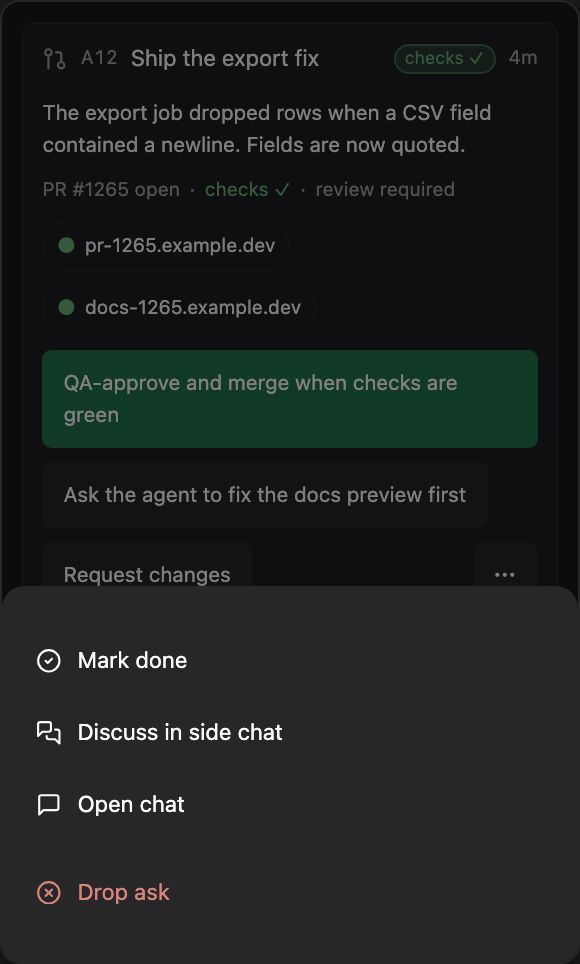 A12 Ship the export fix checks ✓ 4m
The export job dropped rows when a CSV field
contained a newline. Fields are now quoted.
PR #1265 open · checks ✓ · review required
pr-1265.example.dev
docs-1265.example.dev
QA-approve and merge when checks are
green
Ask the agent to fix the docs preview first
Request changes ...
Mark done
Discuss in side chat
Open chat
Drop ask